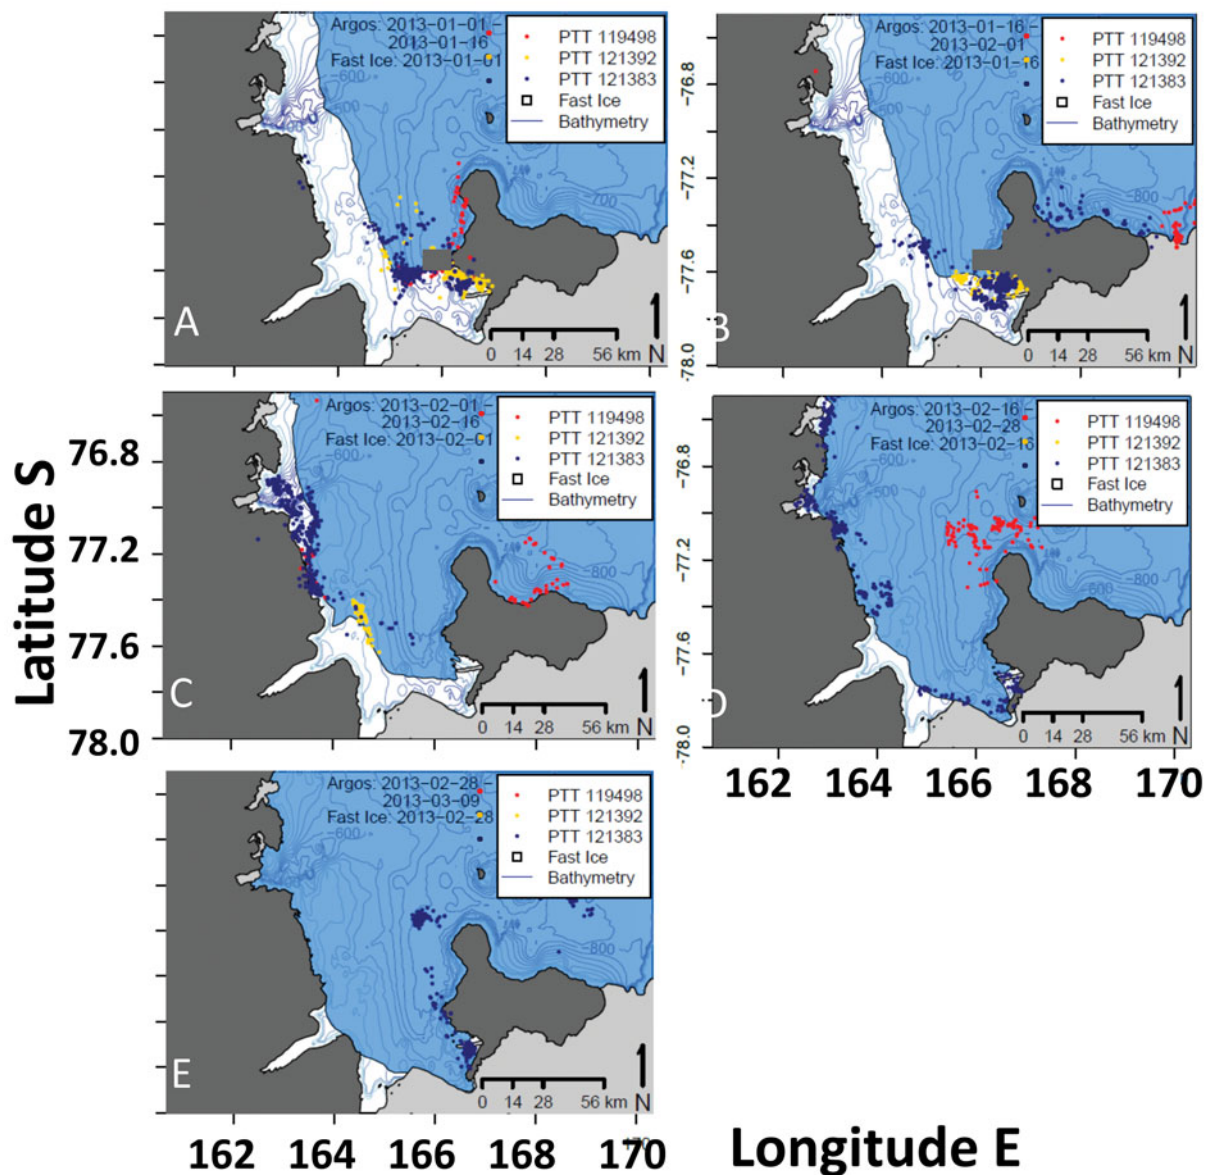 Argos: 2013-01-01 -
2013-01-16
Fast Ice: 2013-01-01
PTT 119498
PTT 121392
PTT 121383
Fast Ice
Bathymetry
-600
-700
A
0 14 28 56 km
N
Argos: 2013-01-16 -
2013-02-01
Fast Ice: 2013-01-16
PTT 119498
PTT 121392
PTT 121383
Fast Ice
Bathymetry
-600
-76.8
-77.2
-77.6
-78.0
B
0 14 28 56 km
N
Latitude S
76.8
77.2
77.6
78.0
Argos: 2013-02-01 -
2013-02-16
Fast Ice: 2013-02-01
PTT 119498
PTT 121392
PTT 121383
Fast Ice
Bathymetry
-600
-800
C
0 14 28 56 km
N
Argos: 2013-02-16 -
2013-02-28
Fast Ice: 2013-02-16
PTT 119498
PTT 121392
PTT 121383
Fast Ice
Bathymetry
-600
-500
-800
-76.8
-77.2
-77.6
-78.0
D
0 14 28 56 km
N
162 164 166 168 170
Argos: 2013-02-28 -
2013-03-09
Fast Ice: 2013-02-28
PTT 119498
PTT 121392
PTT 121383
Fast Ice
Bathymetry
-600
-800
E
0 14 28 56 km
N
162 164 166 168 170
170
Longitude E